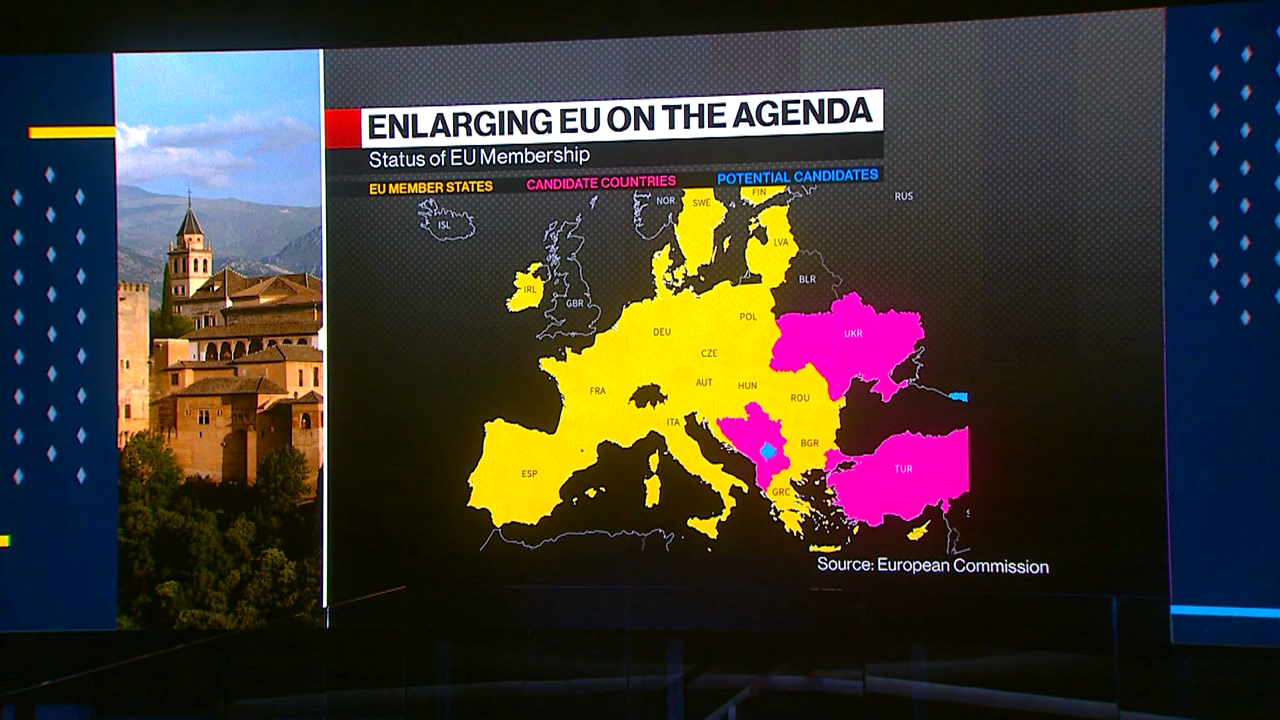 ENLARGING EU ON THE AGENDA
Status of EU Membership
EU MEMBER STATES CANDIDATE COUNTRIES POTENTIAL CANDIDATES
ISL NOR SWE FIN RUS
LVA
BLR
IRL GBR
POL
DEU UKR
CZE
AUT HUN
FRA ROU
ITA
BGR
ESP TUR
GRC
Source: European Commission